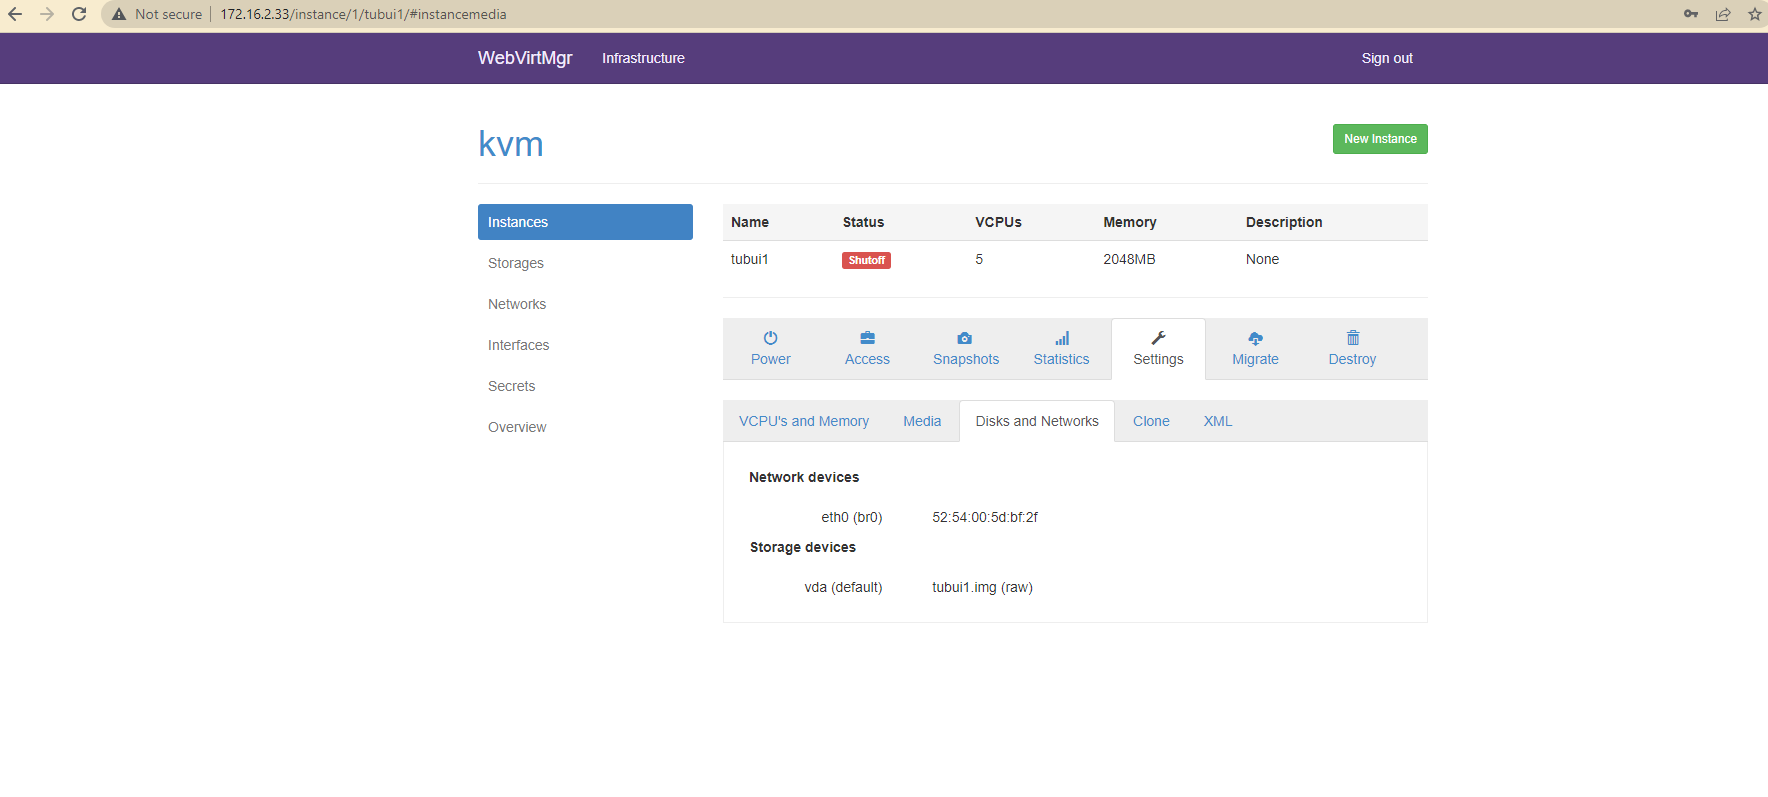 Not secure 172.16.2.33/instance/1/tubui1/#instancemedia
WebVirtMgr Infrastructure Sign out
kvm
New Instance
Instances
Storages
Networks
Interfaces
Secrets
Overview
Name Status VCPUs Memory Description
tubui1 Shutoff 5 2048MB None
Power Access Snapshots Statistics Settings Migrate Destroy
VCPU's and Memory Media Disks and Networks Clone XML
Network devices
eth0 (br0) 52:54:00:5d:bf:2f
Storage devices
vda (default) tubui1.img (raw)